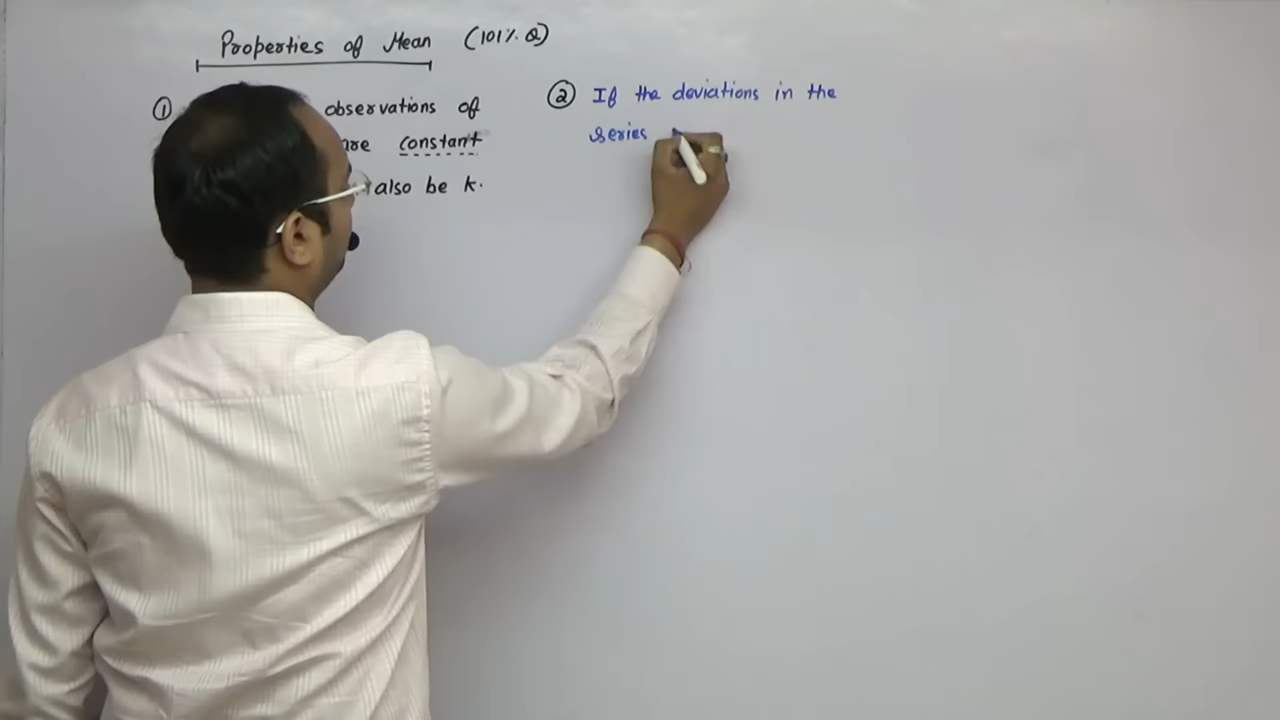 Properties of Mean (101% Q)
① observations of
are constant
also be k.
② If the deviations in the
series